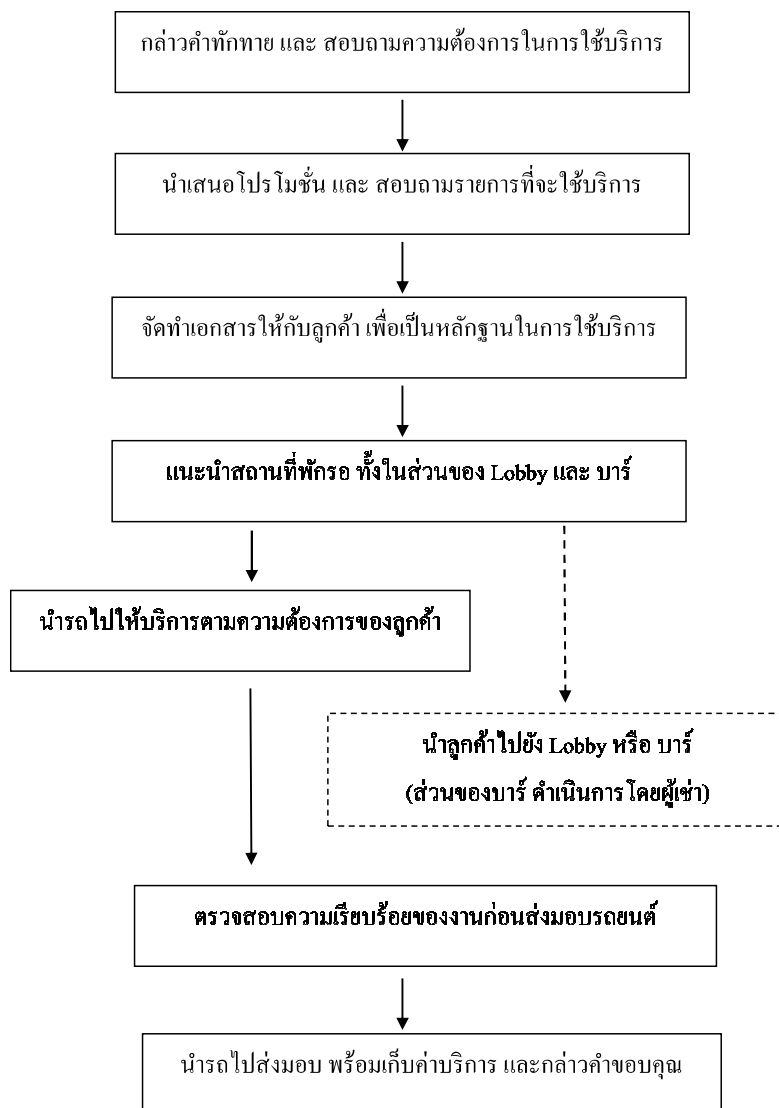 กล่าวคำทักทาย และ สอบถามความต้องการในการใช้บริการ
นำเสนอโปรโมชั่น และ สอบถามรายการที่จะใช้บริการ
จัดทำเอกสารให้กับลูกค้า เพื่อเป็นหลักฐานในการใช้บริการ
แนะนำสถานที่พักรอ ทั้งในส่วนของ Lobby และ บาร์
นำรถไปให้บริการตามความต้องการของลูกค้า
นำลูกค้าไปยัง Lobby หรือ บาร์
(ส่วนของบาร์ ดำเนินการโดยผู้เช่า)
ตรวจสอบความเรียบร้อยของงานก่อนส่งมอบรถยนต์
นำรถไปส่งมอบ พร้อมเก็บค่าบริการ และกล่าวคำขอบคุณ